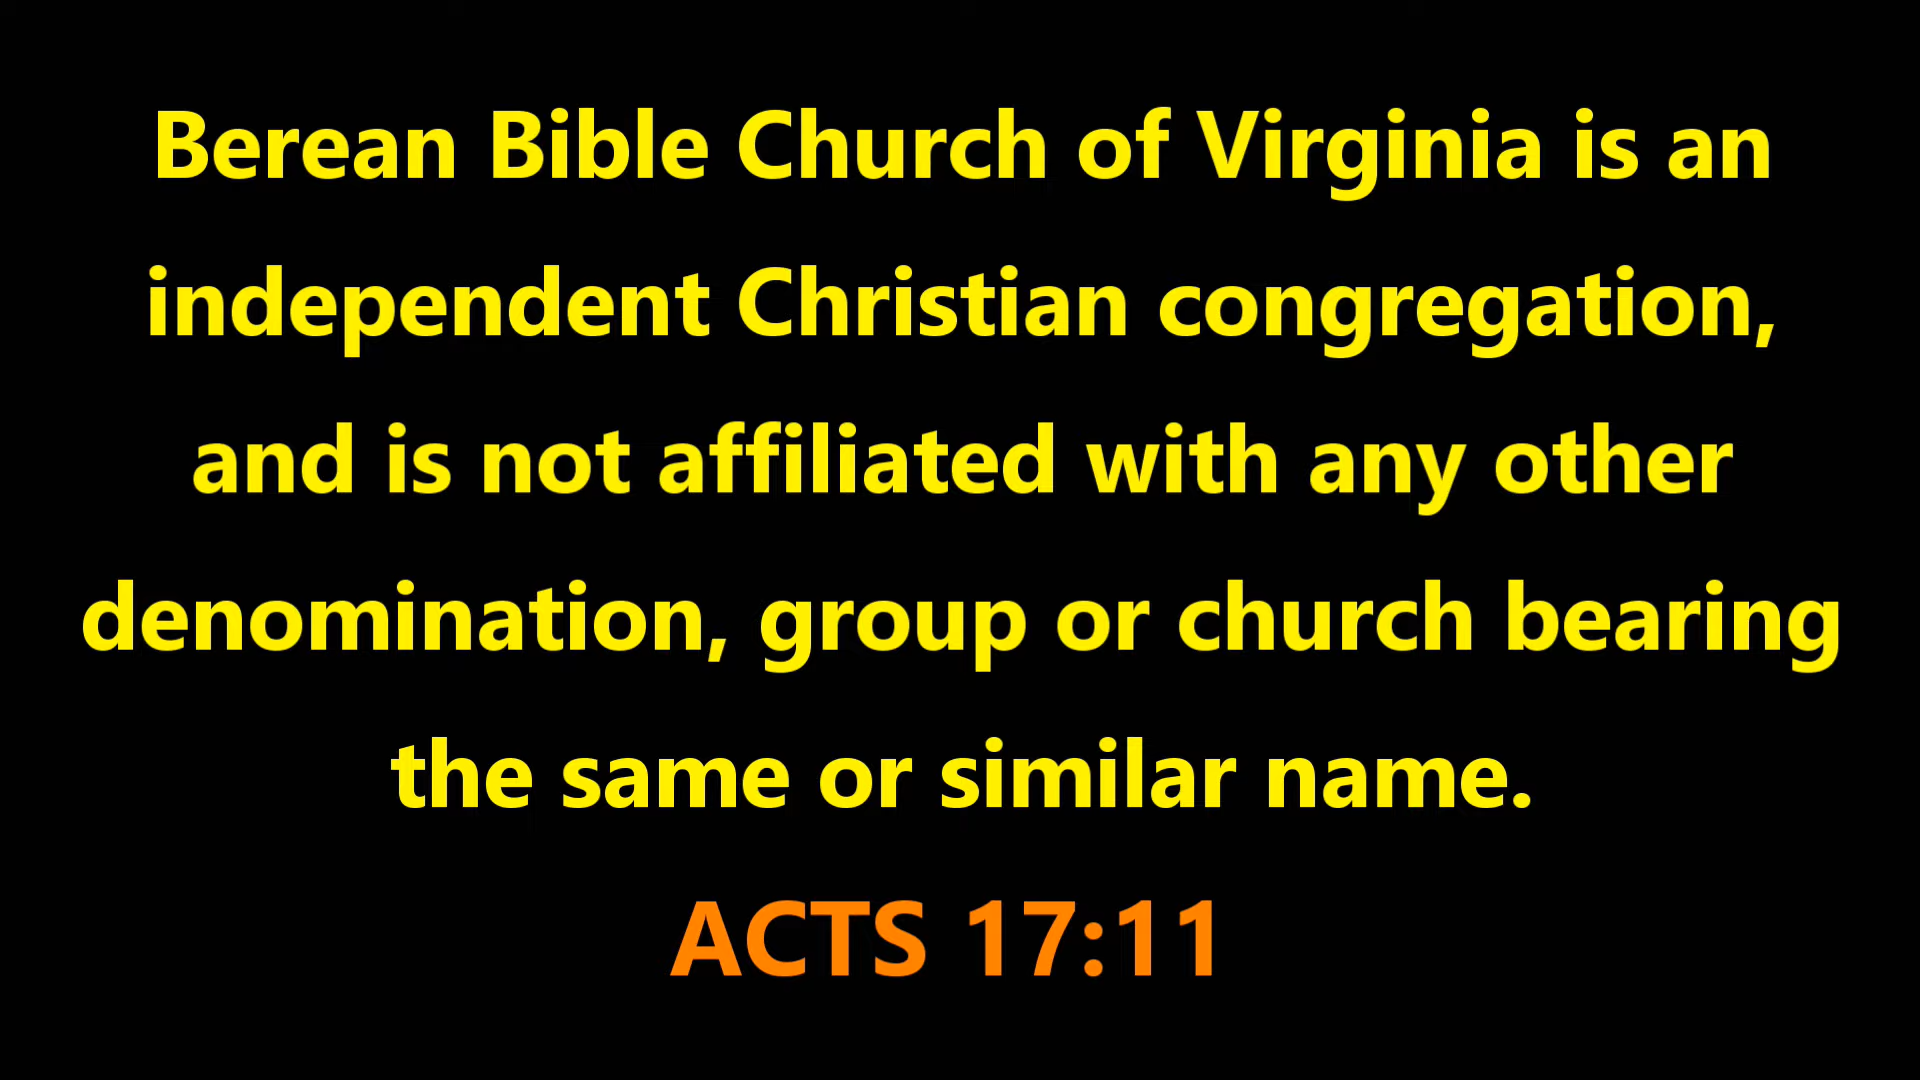 Berean Bible Church of Virginia is an
independent Christian congregation,
and is not affiliated with any other
denomination, group or church bearing
the same or similar name.
ACTS 17:11